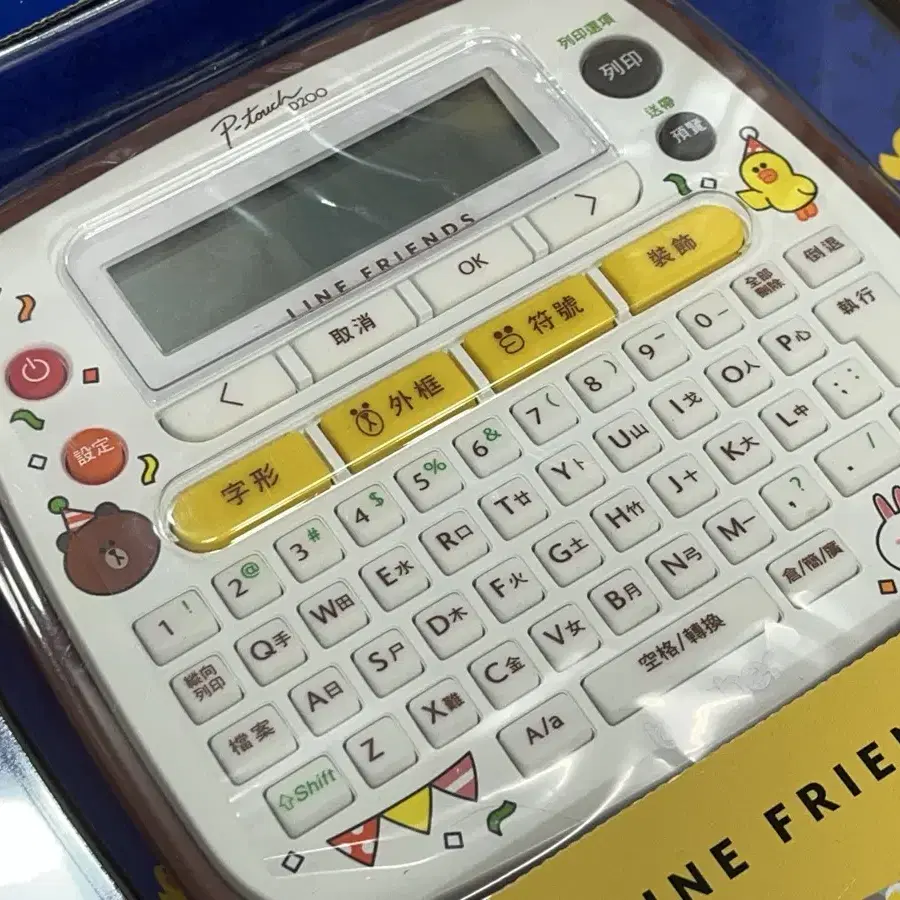 列印選項
列印
P-touch D200
送帶
預覽
LINE FRIENDS
< 取消 OK >
設定
字形 外框 符號 裝飾
1 ! 2 @ 3 # 4 $ 5 % 6 & 7 ( 8 ) 9 - 0 - 全部刪除 倒退
縱向列印 Q手 W田 E水 R口 T廿 Y卜 U山 I戈 O人 P心 執行
檔案 A日 S尸 D木 F火 G土 H竹 J十 K大 L中 : ;
⇧Shift Z X難 C金 V女 B月 N弓 M一 , ? . /
A/a 空格/轉換 倉/簡/廣
LINE FRIEN